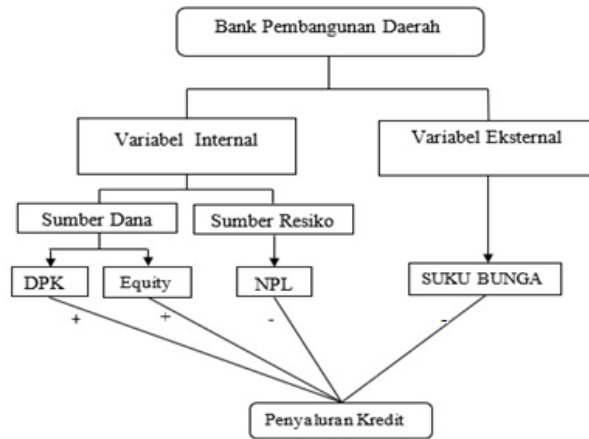 Bank Pembangunan Daerah
Variabel Internal
Variabel Eksternal
Sumber Dana
Sumber Resiko
DPK
Equity
NPL
SUKU BUNGA
+
+
-
-
Penyaluran Kredit